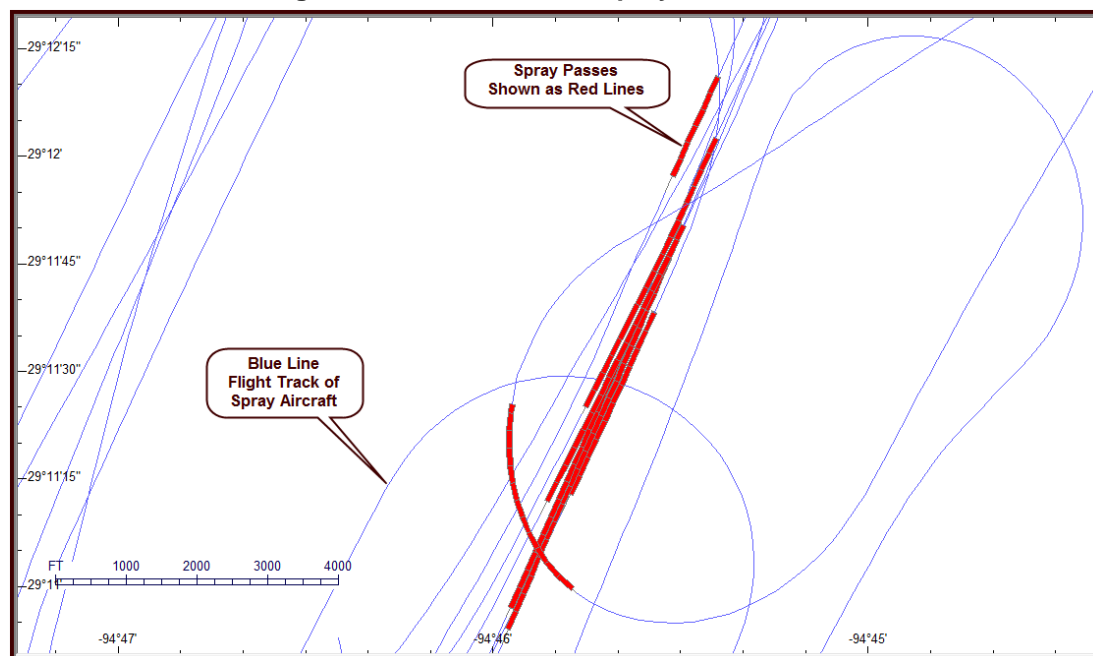 29°12'15"
Spray Passes
Shown as Red Lines
29°12'
29°11'45"
29°11'30"
Blue Line
Flight Track of
Spray Aircraft
29°11'15"
FT 1000 2000 3000 4000
29°11'
-94°47' -94°46' -94°45'